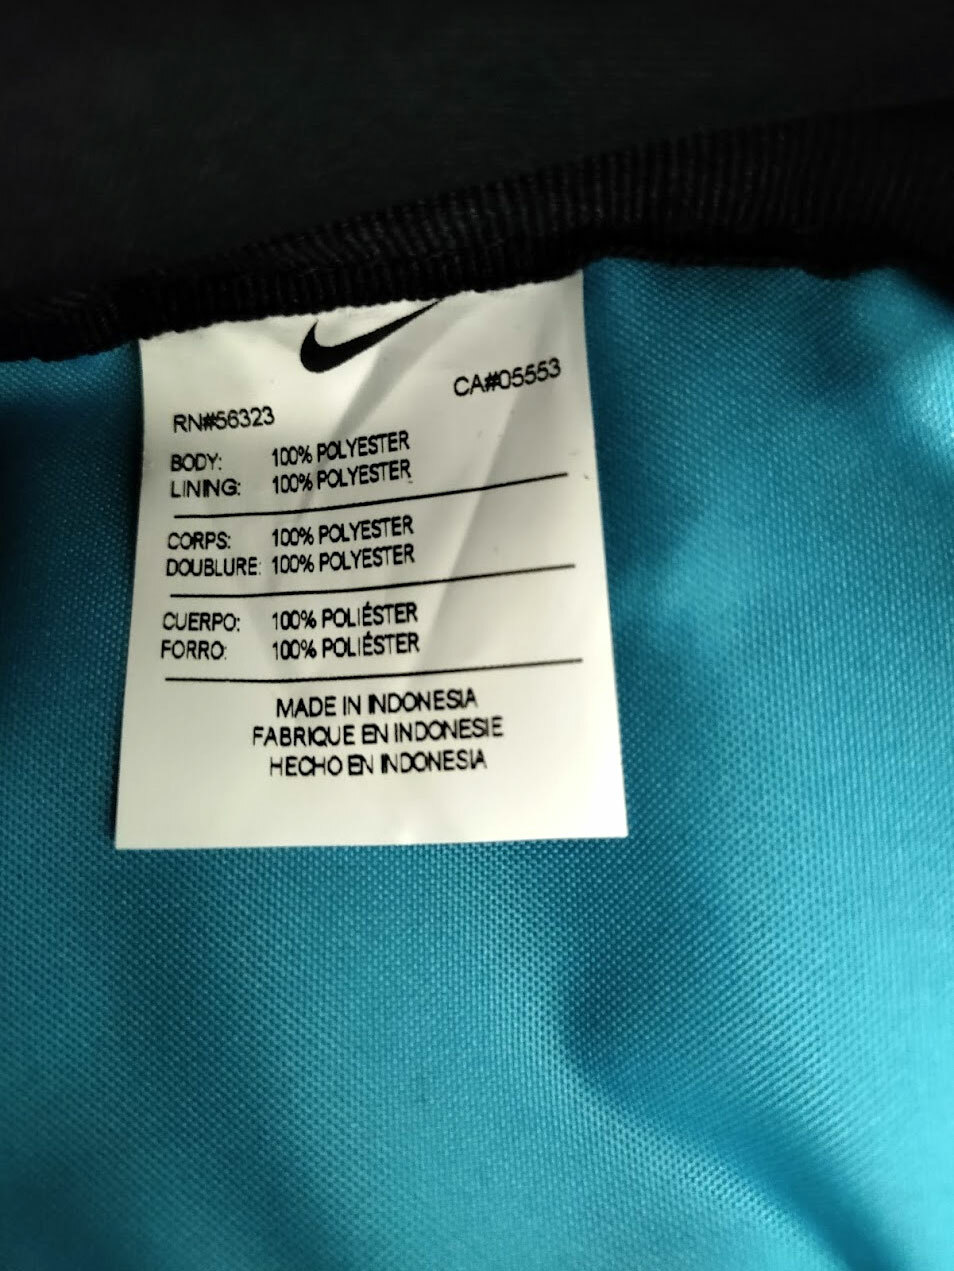 RN#56323 CA#05553
BODY: 100% POLYESTER
LINING: 100% POLYESTER
CORPS: 100% POLYESTER
DOUBLURE: 100% POLYESTER
CUERPO: 100% POLIÉSTER
FORRO: 100% POLIÉSTER
MADE IN INDONESIA
FABRIQUE EN INDONESIE
HECHO EN INDONESIA